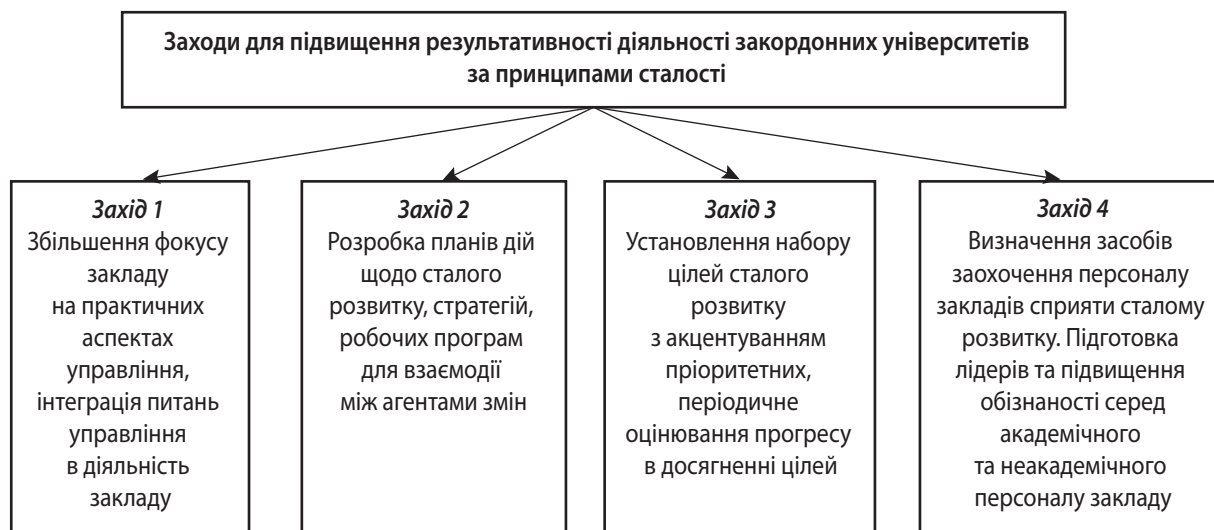 Заходи для підвищення результативності діяльності закордонних університетів
за принципами сталості
Захід 1
Збільшення фокусу
закладу
на практичних
аспектах
управління,
інтеграція питань
управління
в діяльність
закладу
Захід 2
Розробка планів дій
щодо сталого
розвитку, стратегій,
робочих програм
для взаємодії
між агентами змін
Захід 3
Установлення набору
цілей сталого
розвитку
з акцентуванням
пріоритетних,
періодичне
оцінювання прогресу
в досягненні цілей
Захід 4
Визначення засобів
заохочення персоналу
закладів сприяти сталому
розвитку. Підготовка
лідерів та підвищення
обізнаності серед
академічного
та неакадемічного
персоналу закладу